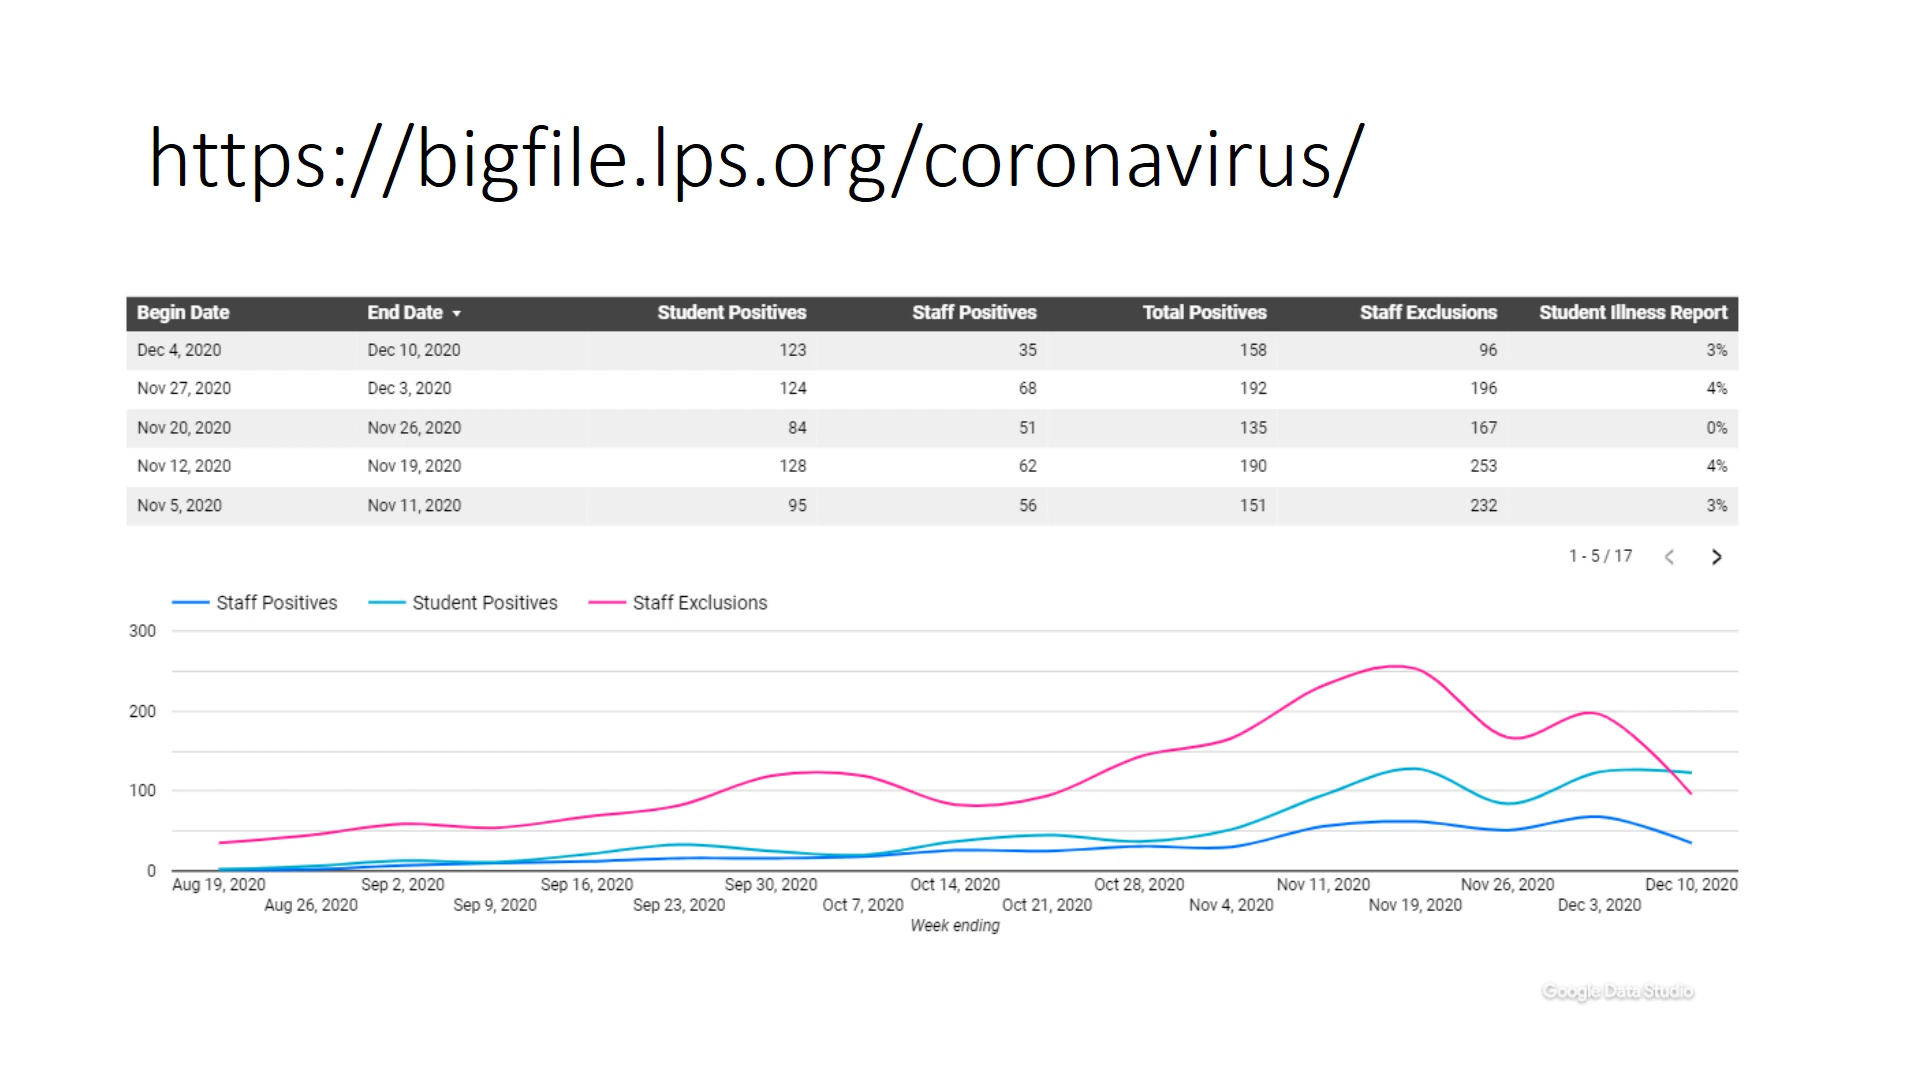 https://bigfile.lps.org/coronavirus/
Begin Date End Date Student Positives Staff Positives Total Positives Staff Exclusions Student Illness Report
Dec 4, 2020 Dec 10, 2020 123 35 158 96 3%
Nov 27, 2020 Dec 3, 2020 124 68 192 196 4%
Nov 20, 2020 Nov 26, 2020 84 51 135 167 0%
Nov 12, 2020 Nov 19, 2020 128 62 190 253 4%
Nov 5, 2020 Nov 11, 2020 95 56 151 232 3%
1 - 5 / 17
Staff Positives Student Positives Staff Exclusions
300
200
100
0
Aug 19, 2020 Sep 2, 2020 Sep 16, 2020 Sep 30, 2020 Oct 14, 2020 Oct 28, 2020 Nov 11, 2020 Nov 26, 2020 Dec 10, 2020
Aug 26, 2020 Sep 9, 2020 Sep 23, 2020 Oct 7, 2020 Oct 21, 2020 Nov 4, 2020 Nov 19, 2020 Dec 3, 2020
Week ending
Google Data Studio